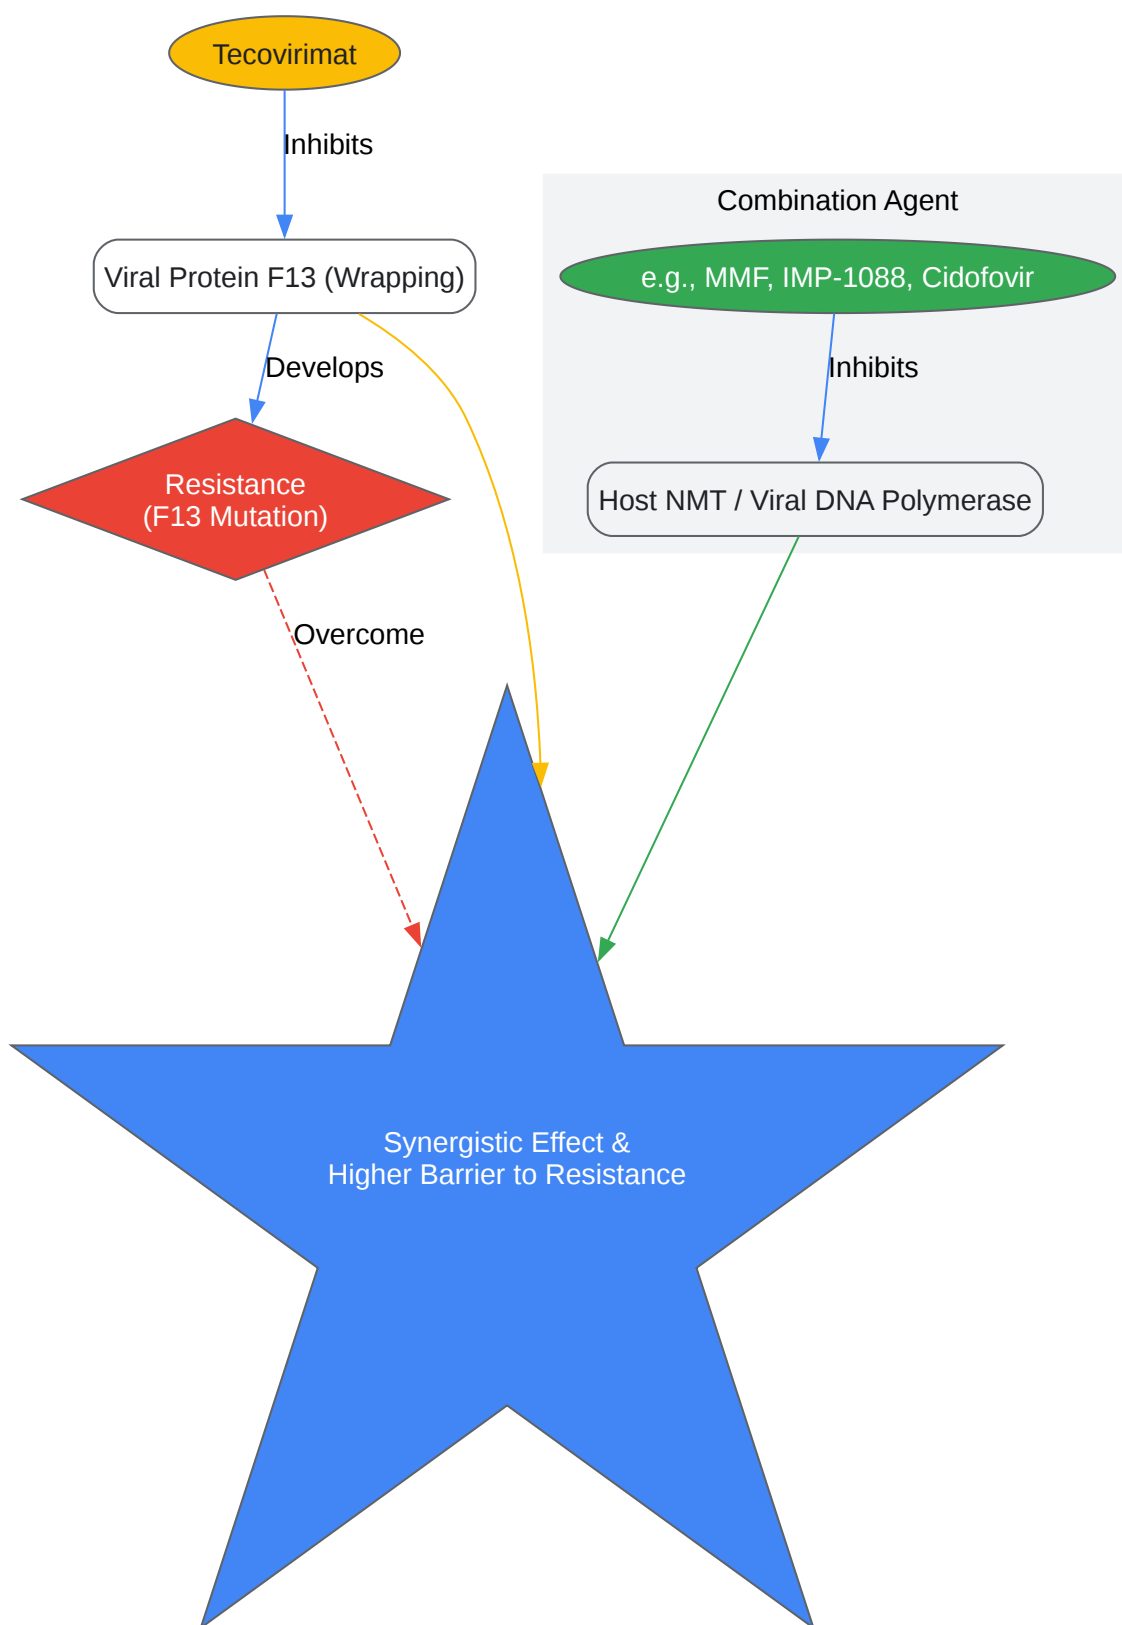 Tecovirimat
Inhibits
Combination Agent
Viral Protein F13 (Wrapping)
e.g., MMF, IMP-1088, Cidofovir
Develops
Inhibits
Resistance
(F13 Mutation)
Host NMT / Viral DNA Polymerase
Overcome
Synergistic Effect &
Higher Barrier to Resistance